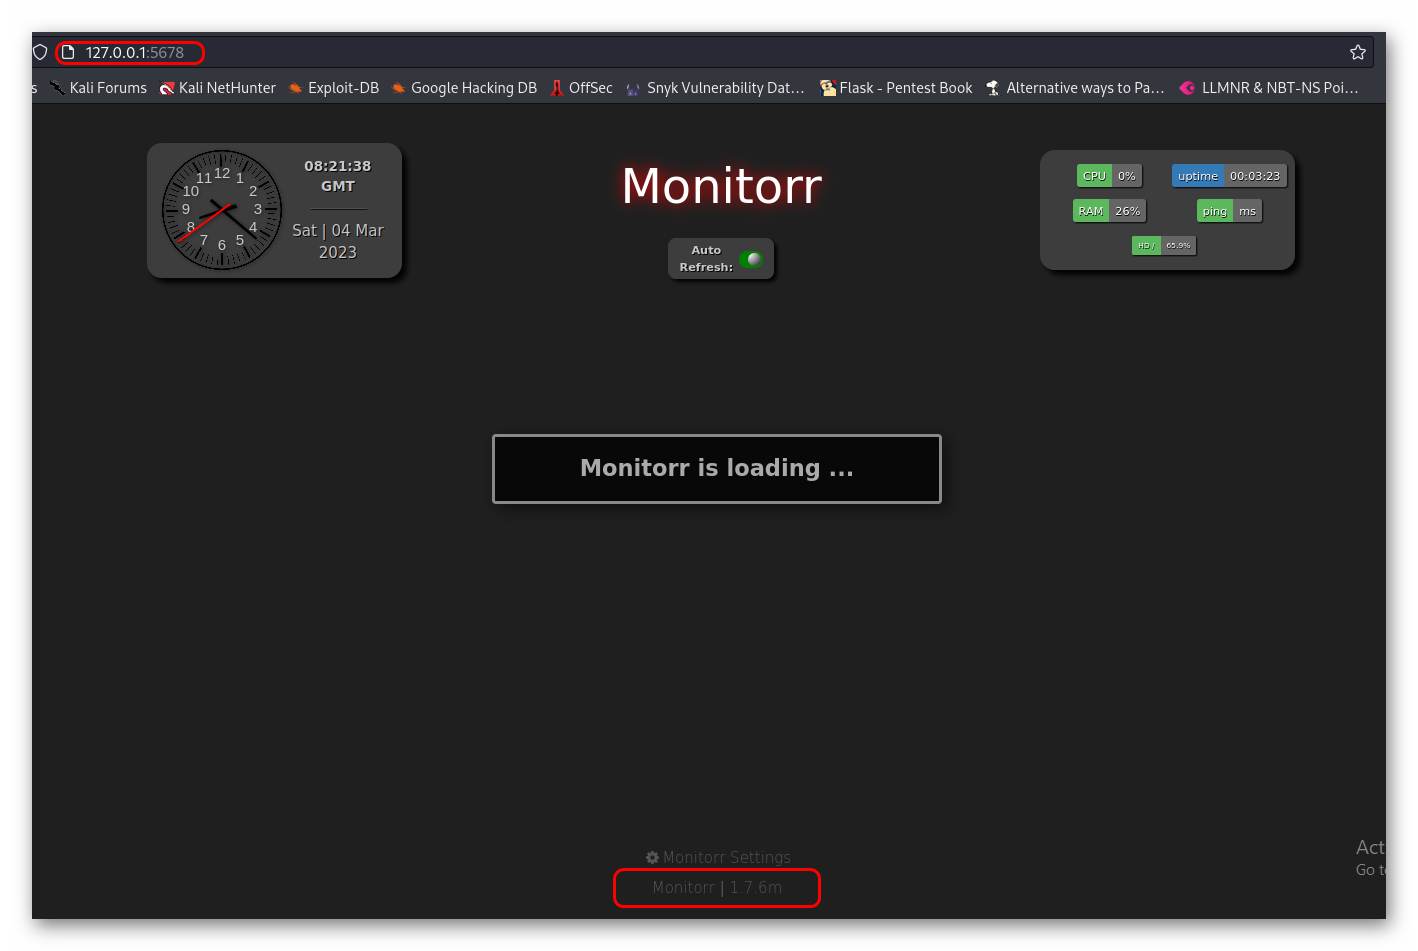 127.0.0.1:5678
s Kali Forums Kali NetHunter Exploit-DB Google Hacking DB OffSec Snyk Vulnerability Dat… Flask - Pentest Book Alternative ways to Pa… LLMNR & NBT-NS Poi…
12
11 1
10 2
9 3
8 4
7 5
6
08:21:38
GMT
Sat | 04 Mar
2023
Monitorr
Auto
Refresh:
CPU 0% uptime 00:03:23
RAM 26% ping ms
HD / 65.9%
Monitorr is loading ...
Monitorr Settings
Monitorr | 1.7.6m
Act
Go to